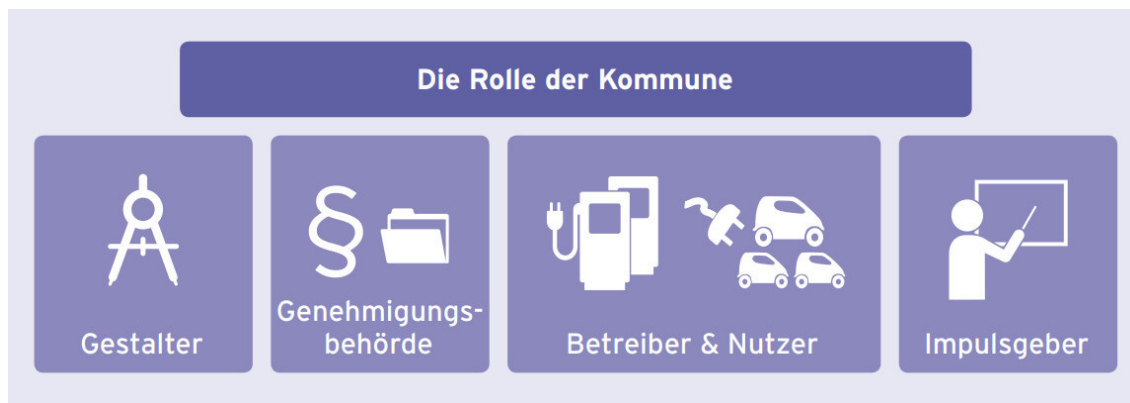 Die Rolle der Kommune
Gestalter
§
Genehmigungs-
behörde
Betreiber & Nutzer
Impulsgeber